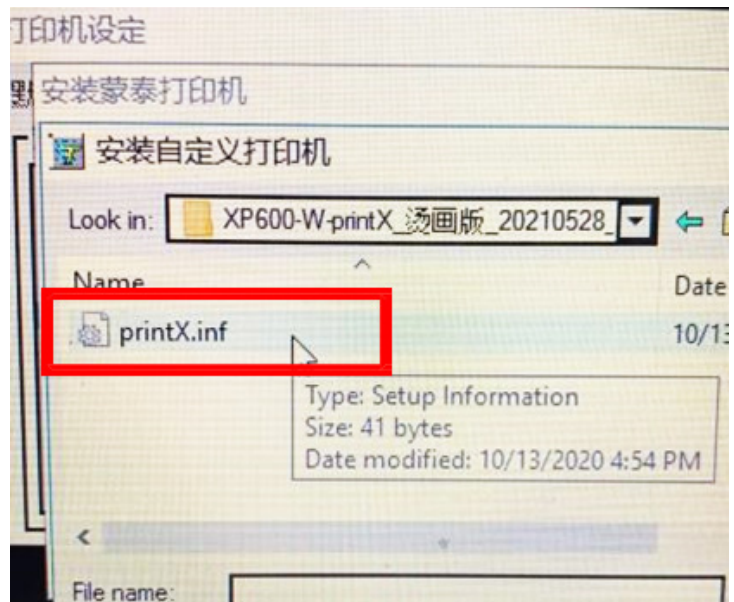 打印机设定
安装蒙泰打印机
安装自定义打印机
Look in: XP600-W-printX_烫画版_20210528_
Name Date
printX.inf 10/13
Type: Setup Information
Size: 41 bytes
Date modified: 10/13/2020 4:54 PM
File name: